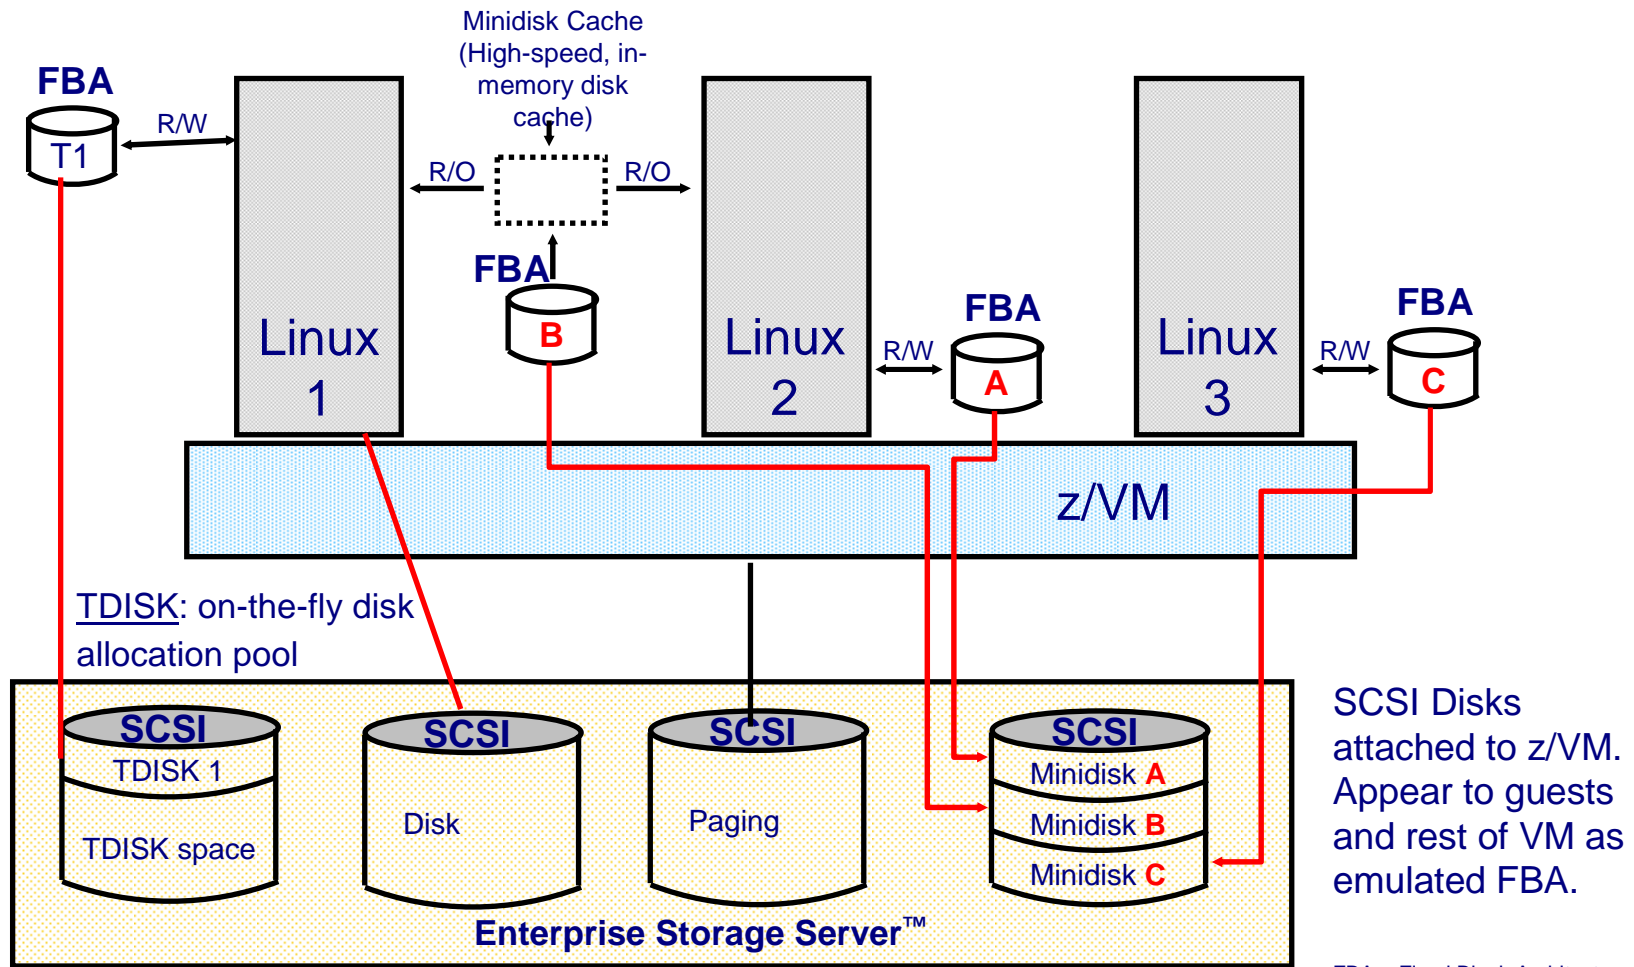 Minidisk Cache
(High-speed, in-
memory disk
cache)
FBA
T1
R/W
R/O
R/O
FBA
B
Linux
1
Linux
2
R/W
FBA
A
Linux
3
R/W
FBA
C
z/VM
TDISK: on-the-fly disk
allocation pool
SCSI
TDISK 1
TDISK space
SCSI
Disk
SCSI
Paging
SCSI
Minidisk A
Minidisk B
Minidisk C
Enterprise Storage Server™
SCSI Disks
attached to z/VM.
Appear to guests
and rest of VM as
emulated FBA.